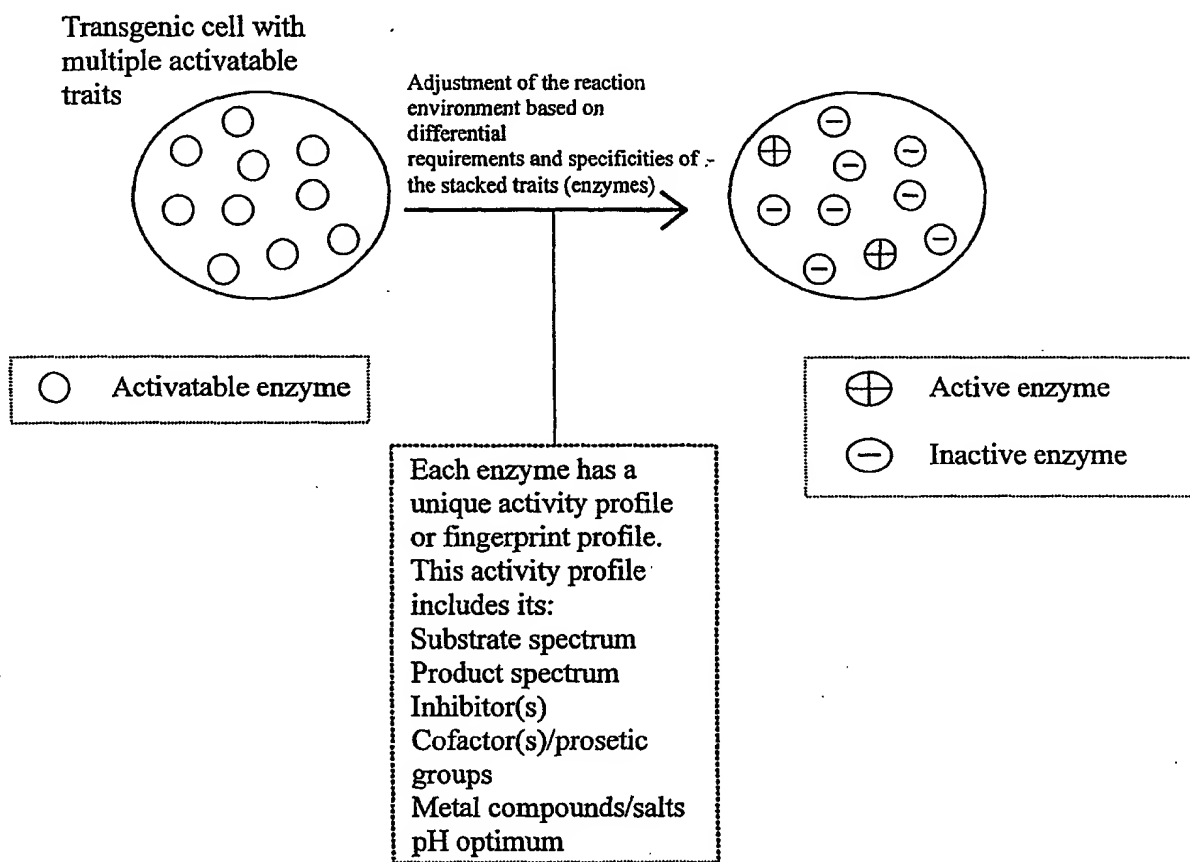 Transgenic cell with
multiple activatable
traits
Adjustment of the reaction
environment based on
differential
requirements and specificities of
the stacked traits (enzymes)
Activatable enzyme
Active enzyme
Inactive enzyme
Each enzyme has a
unique activity profile
or fingerprint profile.
This activity profile
includes its:
Substrate spectrum
Product spectrum
Inhibitor(s)
Cofactor(s)/prosetic
groups
Metal compounds/salts
pH optimum